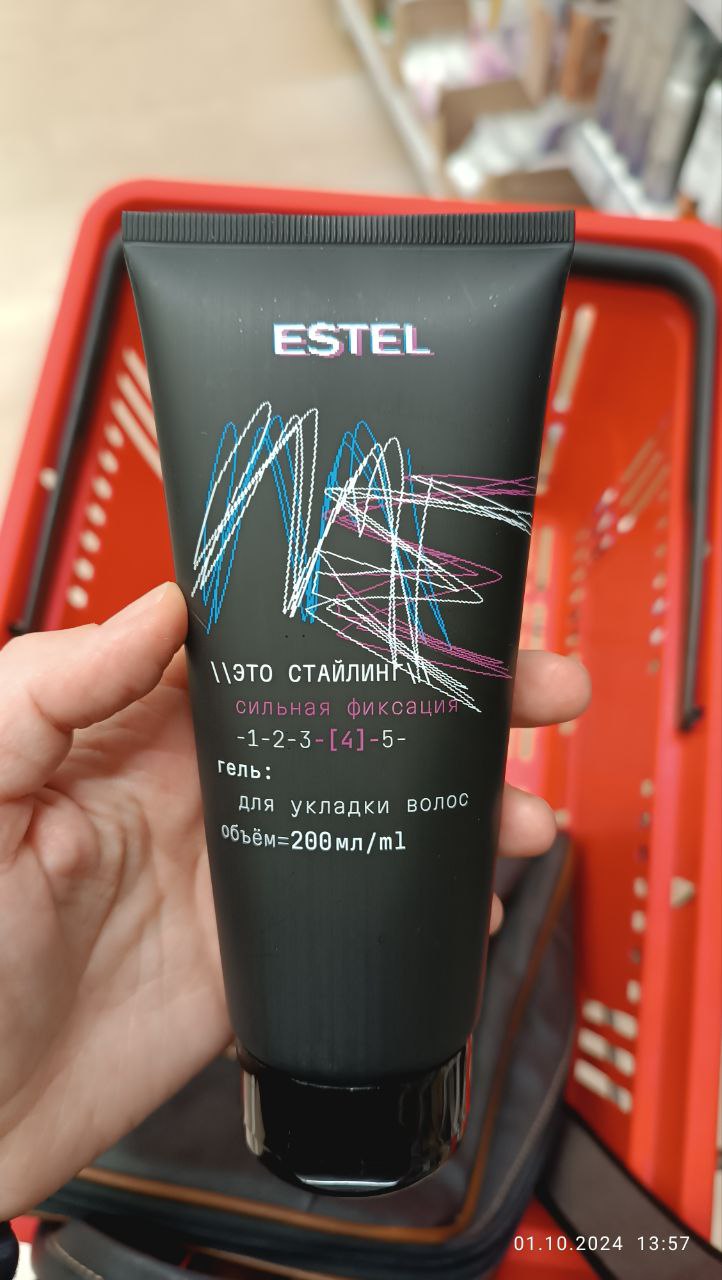 ESTEL
\\ЭТО СТАЙЛИНГ\\
сильная фиксация
-1-2-3-[4]-5-
гель:
для укладки волос
объём=200мл/ml
01.10.2024 13:57